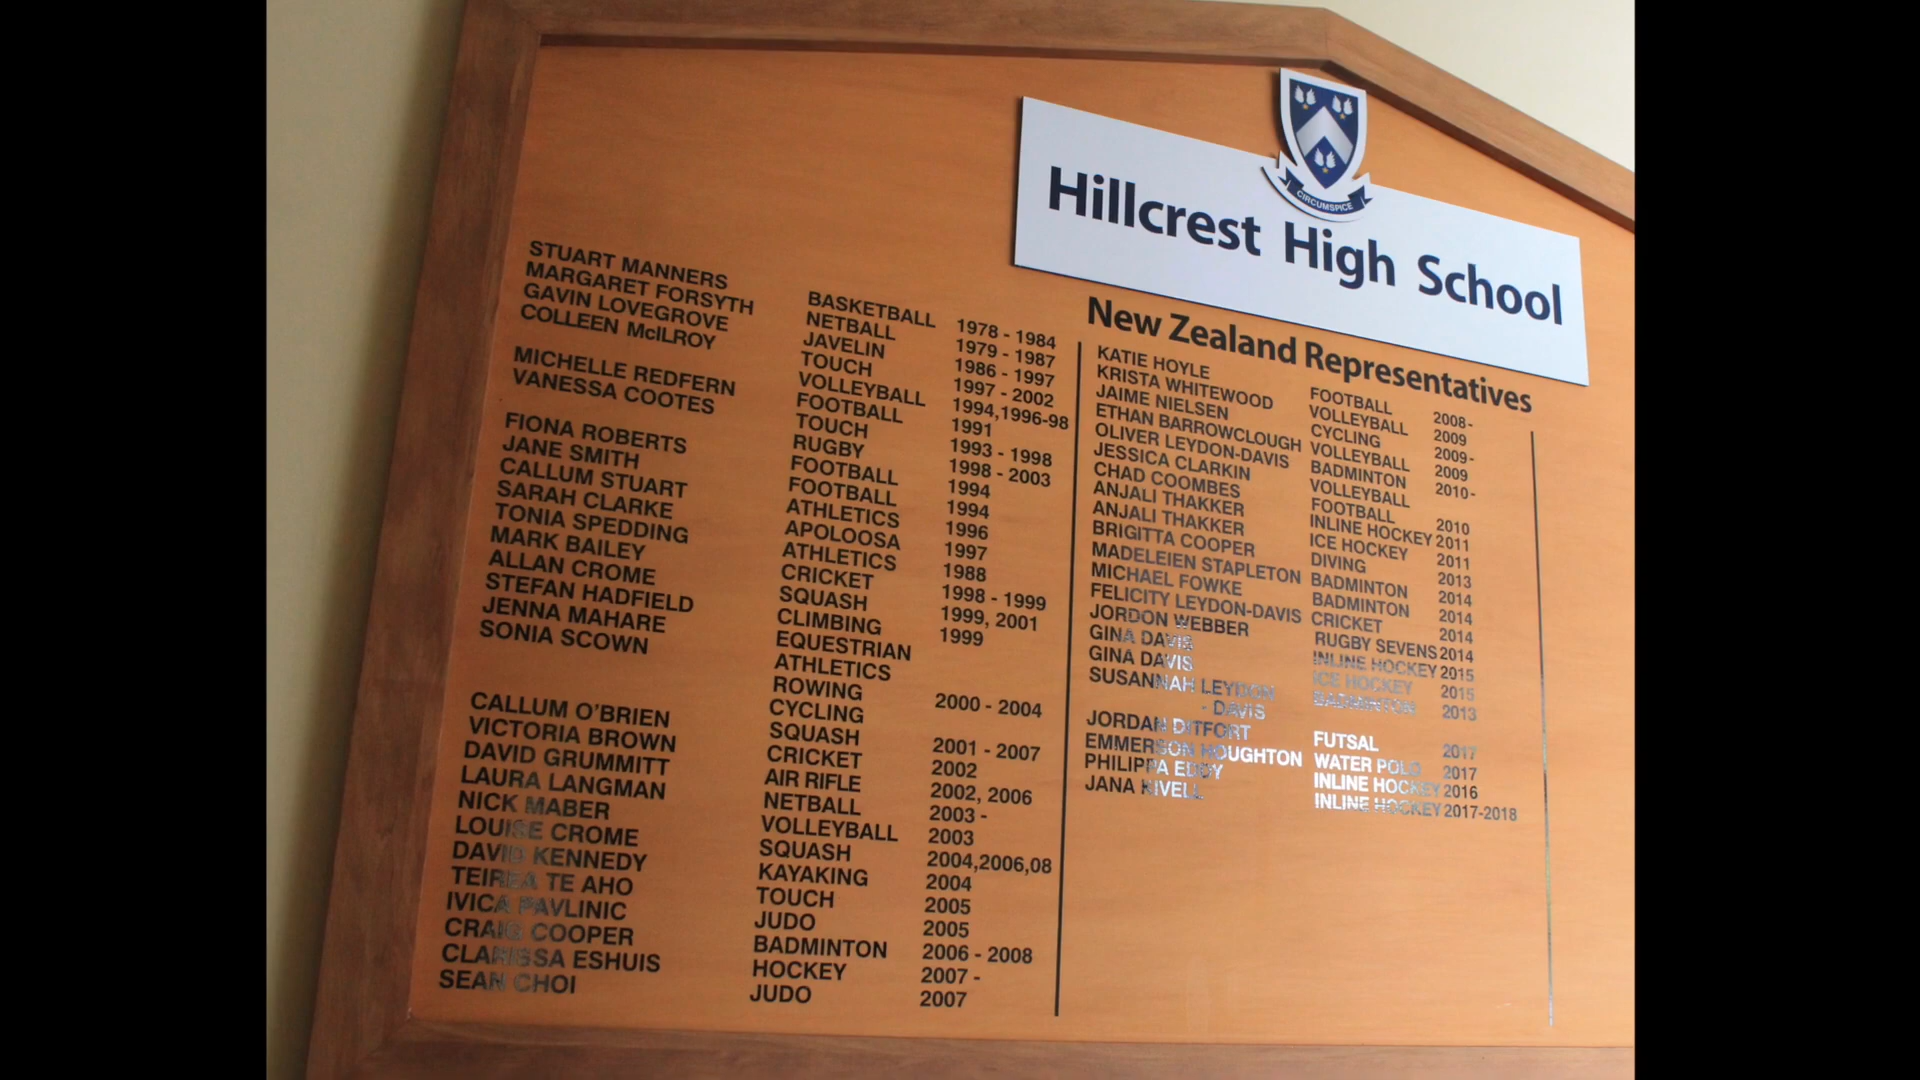 CIRCUMSPICE
Hillcrest High School
New Zealand Representatives
STUART MANNERS BASKETBALL 1978 - 1984
MARGARET FORSYTH NETBALL 1979 - 1987
GAVIN LOVEGROVE JAVELIN 1986 - 1997
COLLEEN McILROY TOUCH 1997 - 2002
VOLLEYBALL 1994,1996-98
MICHELLE REDFERN FOOTBALL 1991
VANESSA COOTES TOUCH 1993 - 1998
RUGBY 1998 - 2003
FIONA ROBERTS FOOTBALL 1994
JANE SMITH FOOTBALL 1994
CALLUM STUART ATHLETICS 1996
SARAH CLARKE APOLOOSA 1997
TONIA SPEDDING ATHLETICS 1988
MARK BAILEY CRICKET 1998 - 1999
ALLAN CROME SQUASH 1999, 2001
STEFAN HADFIELD CLIMBING 1999
JENNA MAHARE EQUESTRIAN
SONIA SCOWN ATHLETICS
ROWING 2000 - 2004
CYCLING
CALLUM O'BRIEN SQUASH 2001 - 2007
VICTORIA BROWN CRICKET 2002
DAVID GRUMMITT AIR RIFLE 2002, 2006
LAURA LANGMAN NETBALL 2003 -
NICK MABER VOLLEYBALL 2003
LOUISE CROME SQUASH 2004,2006,08
DAVID KENNEDY KAYAKING 2004
TEIREA TE AHO TOUCH 2005
IVICA PAVLINIC JUDO 2005
CRAIG COOPER BADMINTON 2006 - 2008
CLARISSA ESHUIS HOCKEY 2007 -
SEAN CHOI JUDO 2007
KATIE HOYLE FOOTBALL 2008-
KRISTA WHITEWOOD VOLLEYBALL 2009
JAIME NIELSEN CYCLING 2009-
ETHAN BARROWCLOUGH VOLLEYBALL 2009
OLIVER LEYDON-DAVIS BADMINTON 2010-
JESSICA CLARKIN VOLLEYBALL
CHAD COOMBES FOOTBALL 2010
ANJALI THAKKER INLINE HOCKEY 2011
ANJALI THAKKER ICE HOCKEY 2011
BRIGITTA COOPER DIVING 2013
MADELEIEN STAPLETON BADMINTON 2014
MICHAEL FOWKE BADMINTON 2014
FELICITY LEYDON-DAVIS CRICKET 2014
JORDON WEBBER RUGBY SEVENS 2014
GINA DAVIS INLINE HOCKEY 2015
GINA DAVIS ICE HOCKEY 2015
SUSANNAH LEYDON BADMINTON 2013
- DAVIS
JORDAN DITFORT FUTSAL 2017
EMMERSON HOUGHTON WATER POLO 2017
PHILIPPA EDDY INLINE HOCKEY 2016
JANA KIVELL INLINE HOCKEY 2017-2018